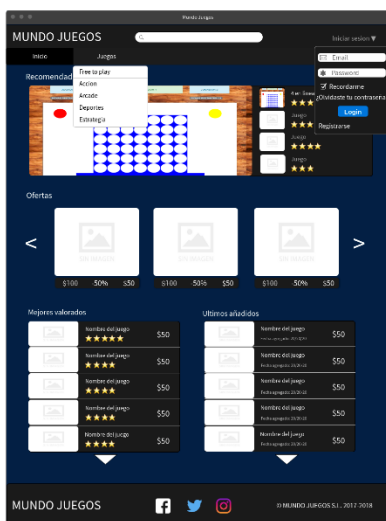 Mundo Juegos
MUNDO JUEGOS
Iniciar sesion ▼
Inicio
Juegos
Email
Password
Recordarme
¿Olvidaste tu contraseña
Login
Registrarse
Free to play
Accion
Arcade
Deportes
Estrategia
Recomendad
4 en
Juego
Juego
Juego
Ofertas
<
>
$100 -50% $50
$100 -50% $50
$100 -50% $50
Mejores valorados
Nombre del juego
$50
Nombre del juego
$50
Nombre del juego
$50
Nombre del juego
$50
Nombre del juego
$50
Ultimos añadidos
Nombre del juego
$50
Nombre del juego
$50
Nombre del juego
$50
Nombre del juego
$50
Nombre del juego
$50
MUNDO JUEGOS
© MUNDO JUEGOS S.L. 2017-2018